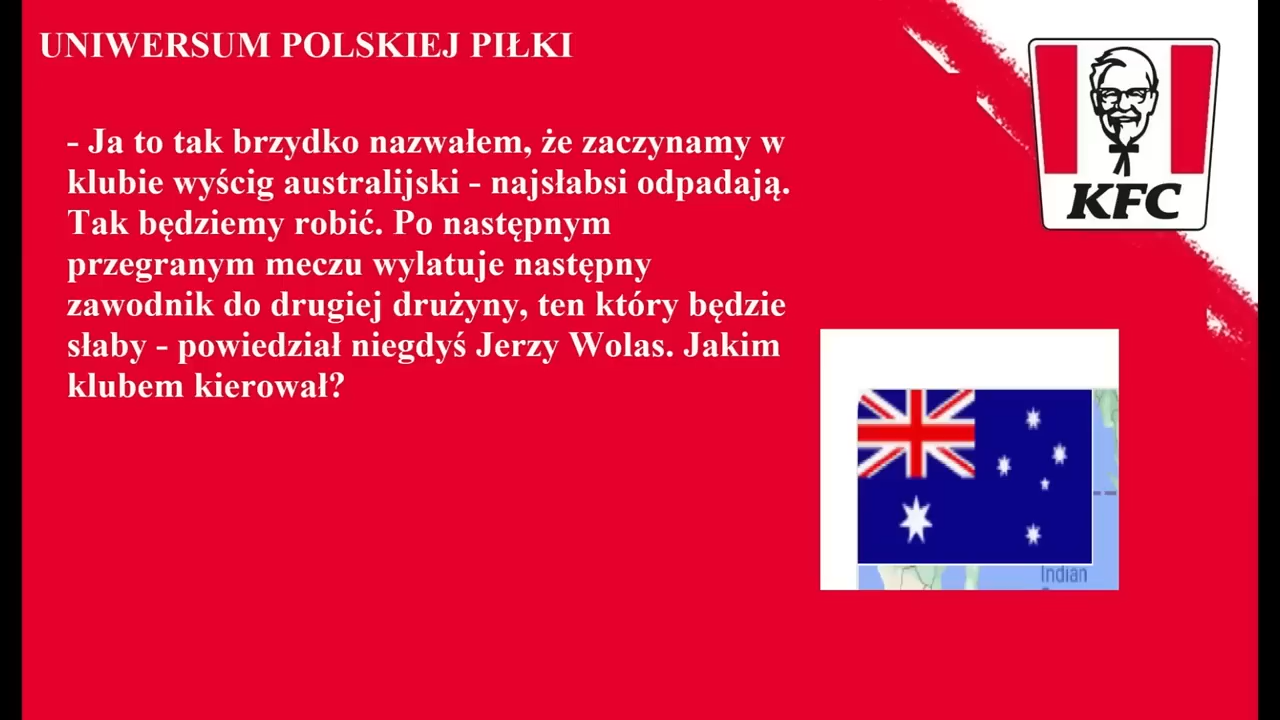 UNIWERSUM POLSKIEJ PIŁKI
- Ja to tak brzydko nazwałem, że zaczynamy w
klubie wyścig australijski - najsłabsi odpadają.
Tak będziemy robić. Po następnym
przegranym meczu wylatuje następny
zawodnik do drugiej drużyny, ten który będzie
słaby - powiedział niegdyś Jerzy Wolas. Jakim
klubem kierował?
KFC
Indian